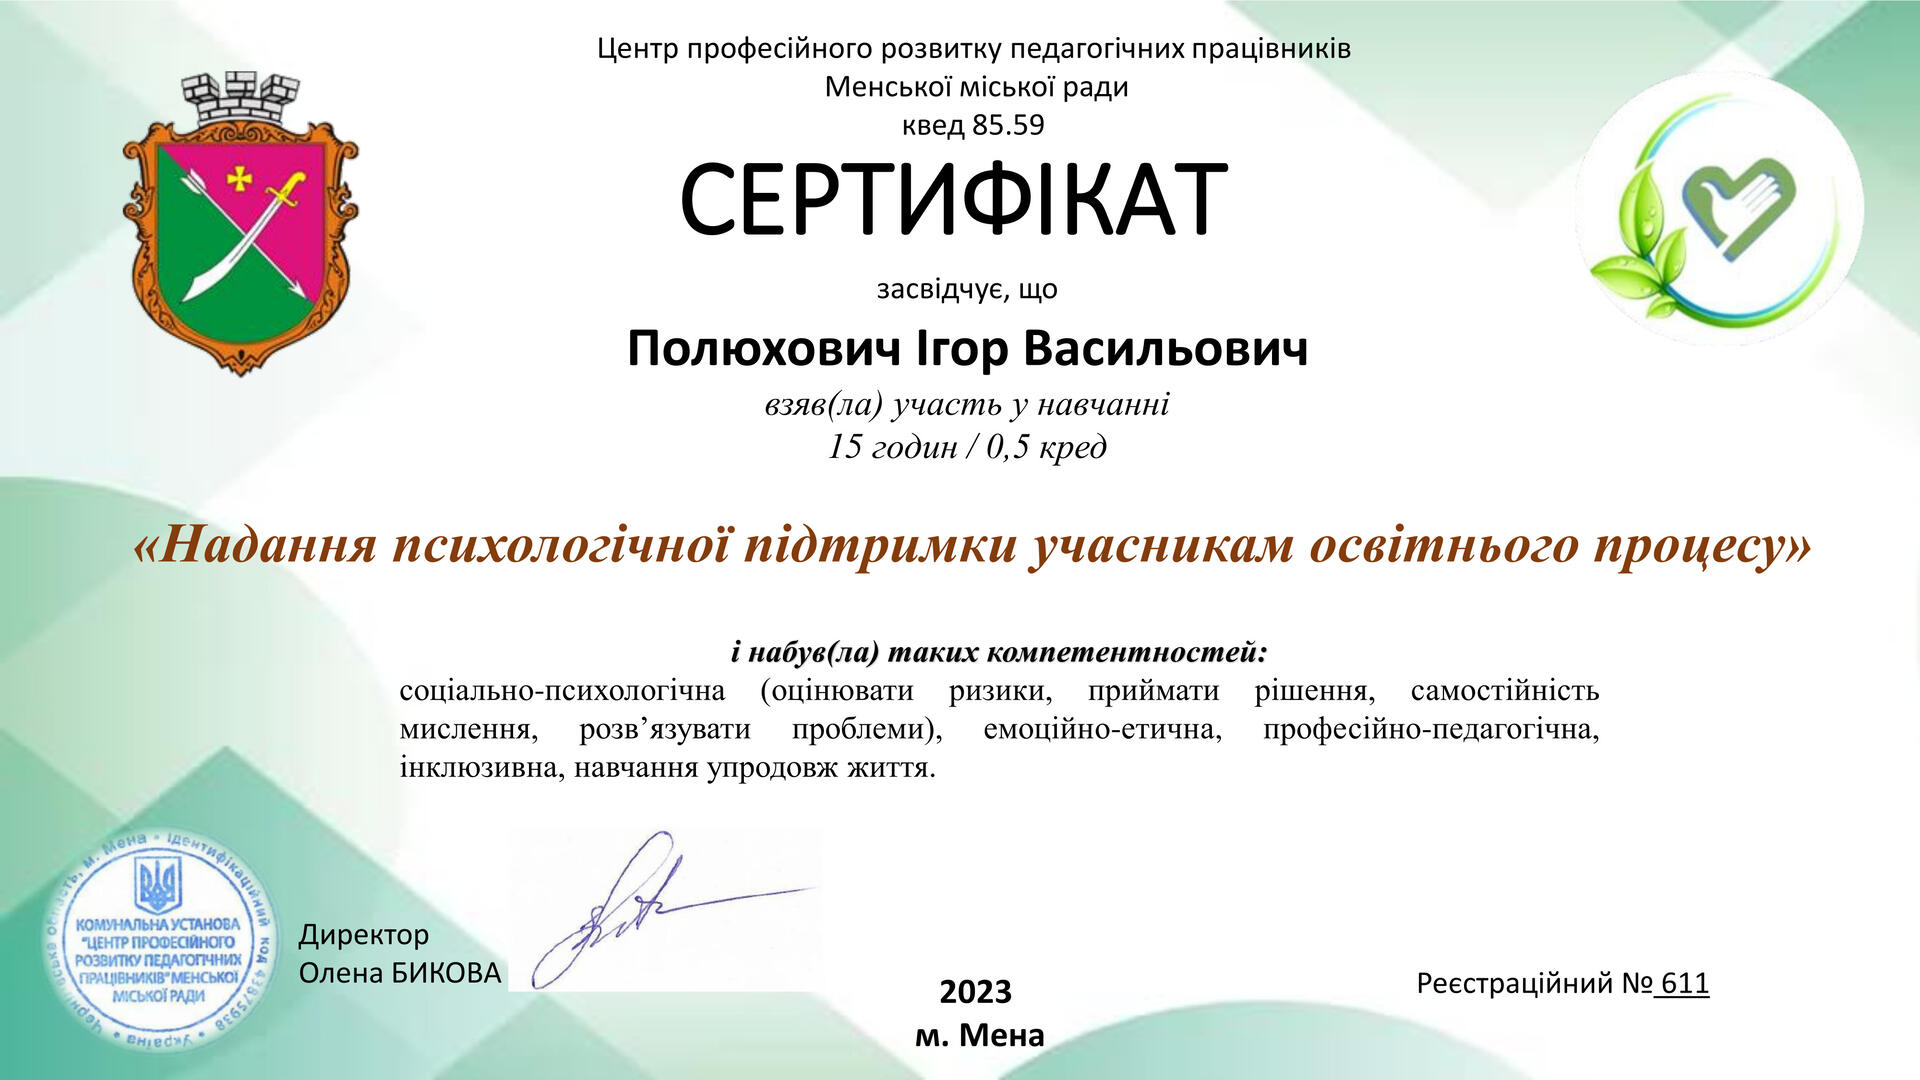 Центр професійного розвитку педагогічних працівників
Менської міської ради
квед 85.59
СЕРТИФІКАТ
засвідчує, що
Полюхович Ігор Васильович
взяв(ла) участь у навчанні
15 годин / 0,5 кред
«Надання психологічної підтримки учасникам освітнього процесу»
і набув(ла) таких компетентностей:
соціально-психологічна (оцінювати ризики, приймати рішення, самостійність
мислення, розв’язувати проблеми), емоційно-етична, професійно-педагогічна,
інклюзивна, навчання упродовж життя.
м. Мена • Ідентифікаційний код 43875938 • Україна •
КОМУНАЛЬНА УСТАНОВА
"ЦЕНТР ПРОФЕСІЙНОГО
РОЗВИТКУ ПЕДАГОГІЧНИХ
ПРАЦІВНИКІВ" МЕНСЬКОЇ
МІСЬКОЇ РАДИ
Директор
Олена БИКОВА
2023
м. Мена
Реєстраційний № 611